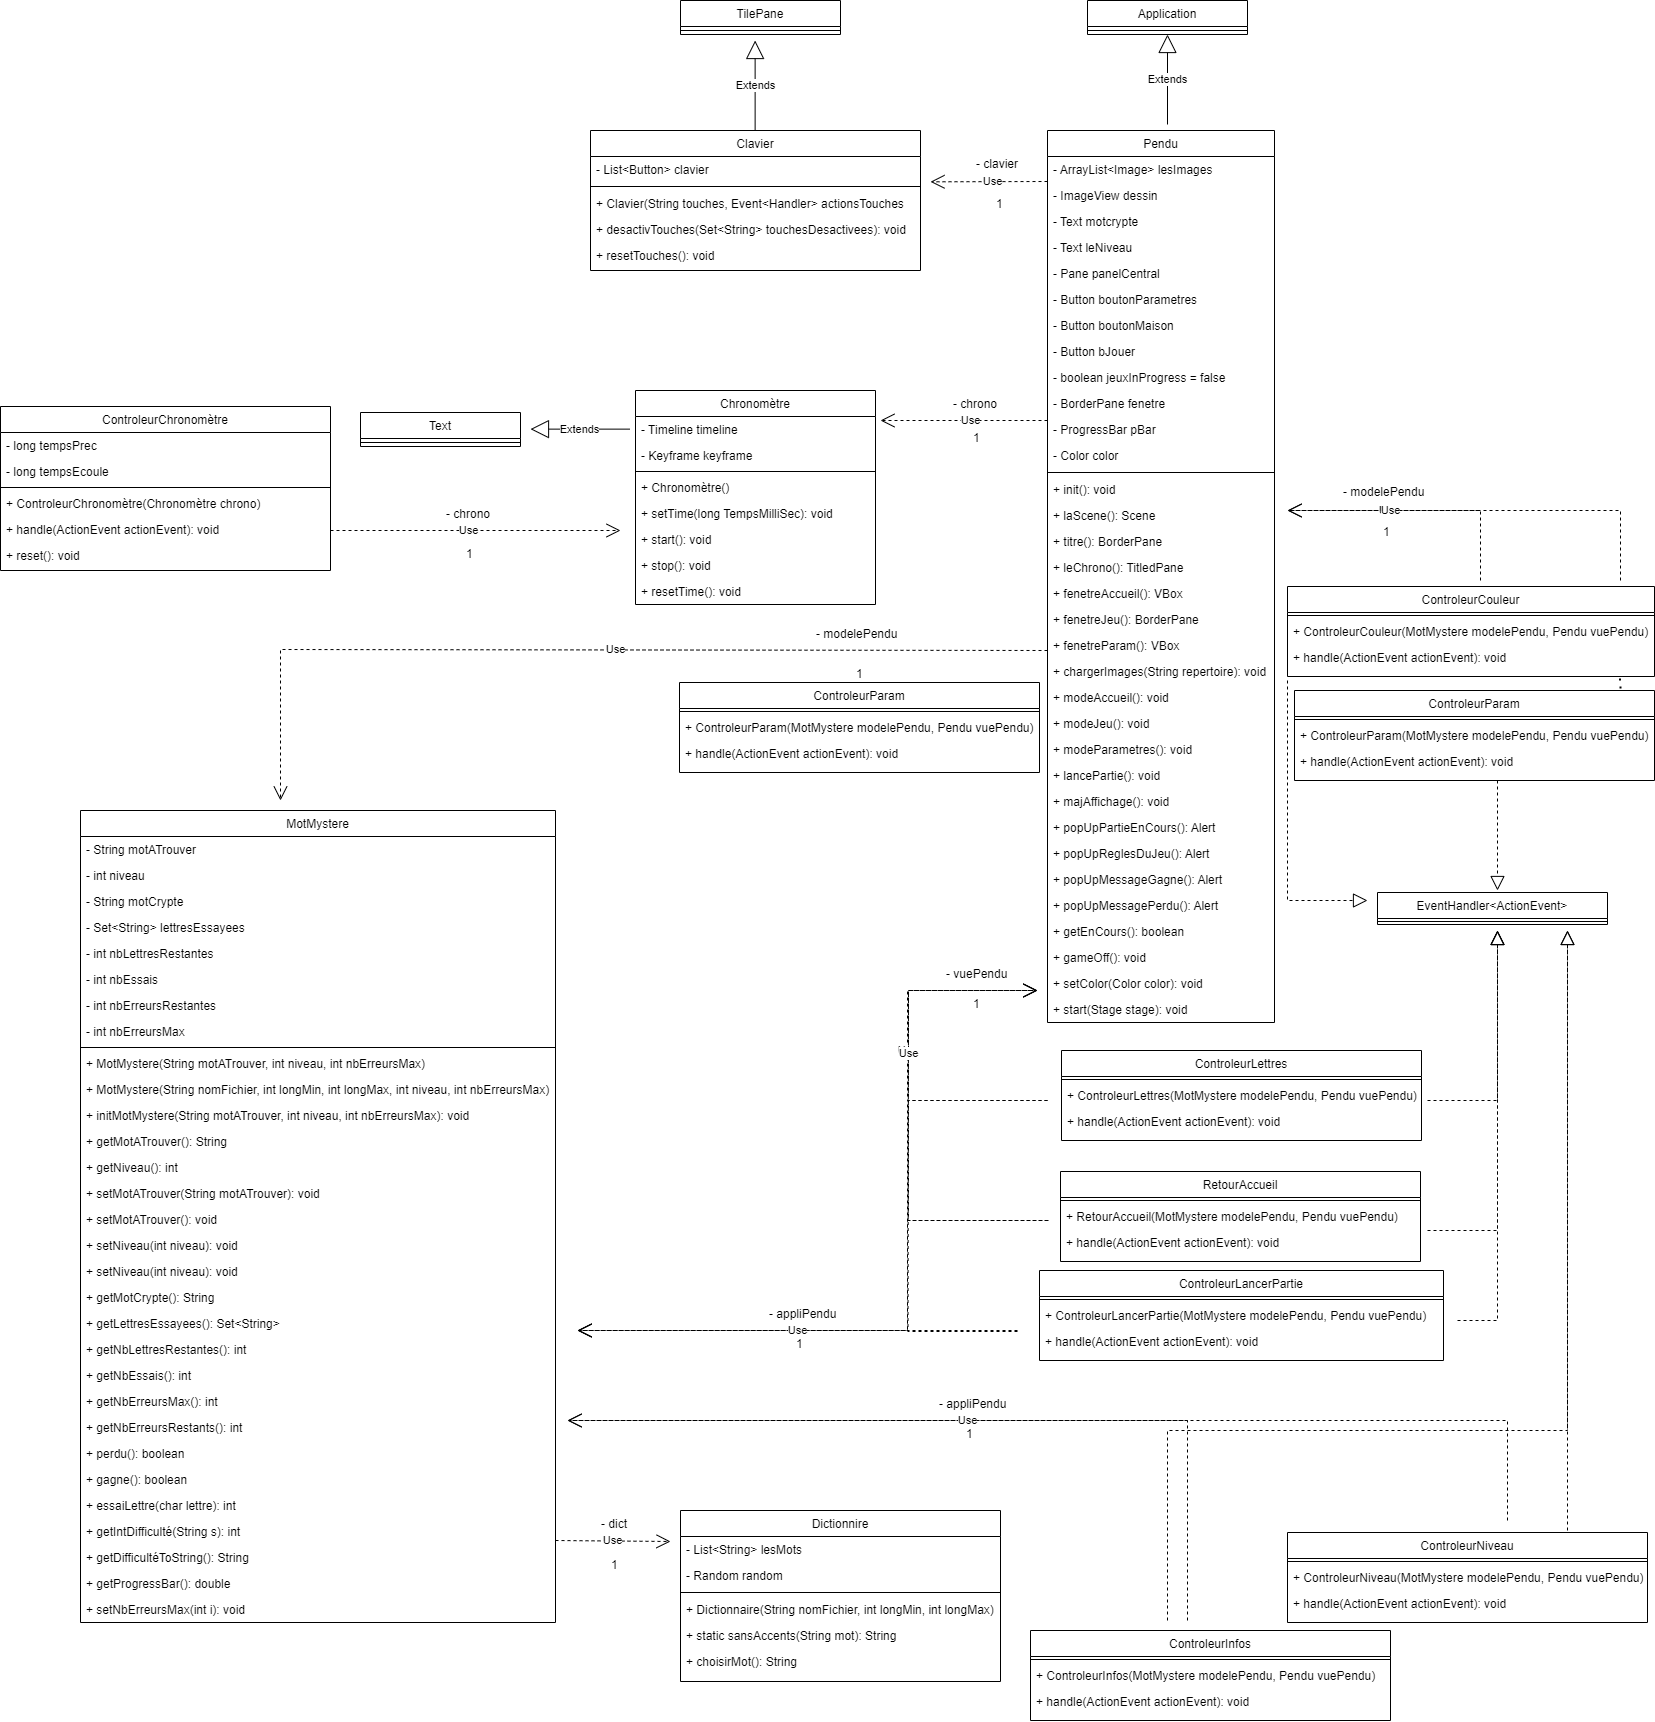 TilePane
Application
Extends
Extends
Clavier
- List<Button> clavier
+ Clavier(String touches, Event<Handler> actionsTouches
+ desactivTouches(Set<String> touchesDesactivees): void
+ resetTouches(): void
- clavier
Use
1
Pendu
- ArrayList<Image> lesImages
- ImageView dessin
- Text motcrypte
- Text leNiveau
- Pane panelCentral
- Button boutonParametres
- Button boutonMaison
- Button bJouer
- boolean jeuxInProgress = false
- BorderPane fenetre
- ProgressBar pBar
- Color color
+ init(): void
+ laScene(): Scene
+ titre(): BorderPane
+ leChrono(): TitledPane
+ fenetreAccueil(): VBox
+ fenetreJeu(): BorderPane
+ fenetreParam(): VBox
+ chargerImages(String repertoire): void
+ modeAccueil(): void
+ modeJeu(): void
+ modeParametres(): void
+ lancePartie(): void
+ majAffichage(): void
+ popUpPartieEnCours(): Alert
+ popUpReglesDuJeu(): Alert
+ popUpMessageGagne(): Alert
+ popUpMessagePerdu(): Alert
+ getEnCours(): boolean
+ gameOff(): void
+ setColor(Color color): void
+ start(Stage stage): void
ControleurChronomètre
- long tempsPrec
- long tempsEcoule
+ ControleurChronomètre(Chronomètre chrono)
+ handle(ActionEvent actionEvent): void
+ reset(): void
Text
Extends
- chrono
Use
1
Chronomètre
- Timeline timeline
- Keyframe keyframe
+ Chronomètre()
+ setTime(long TempsMilliSec): void
+ start(): void
+ stop(): void
+ resetTime(): void
- chrono
Use
1
- modelePendu
Use
1
- modelePendu
Use
1
ControleurCouleur
+ ControleurCouleur(MotMystere modelePendu, Pendu vuePendu)
+ handle(ActionEvent actionEvent): void
ControleurParam
+ ControleurParam(MotMystere modelePendu, Pendu vuePendu)
+ handle(ActionEvent actionEvent): void
ControleurParam
+ ControleurParam(MotMystere modelePendu, Pendu vuePendu)
+ handle(ActionEvent actionEvent): void
EventHandler<ActionEvent>
MotMystere
- String motATrouver
- int niveau
- String motCrypte
- Set<String> lettresEssayees
- int nbLettresRestantes
- int nbEssais
- int nbErreursRestantes
- int nbErreursMax
+ MotMystere(String motATrouver, int niveau, int nbErreursMax)
+ MotMystere(String nomFichier, int longMin, int longMax, int niveau, int nbErreursMax)
+ initMotMystere(String motATrouver, int niveau, int nbErreursMax): void
+ getMotATrouver(): String
+ getNiveau(): int
+ setMotATrouver(String motATrouver): void
+ setMotATrouver(): void
+ setNiveau(int niveau): void
+ setNiveau(int niveau): void
+ getMotCrypte(): String
+ getLettresEssayees(): Set<String>
+ getNbLettresRestantes(): int
+ getNbEssais(): int
+ getNbErreursMax(): int
+ getNbErreursRestants(): int
+ perdu(): boolean
+ gagne(): boolean
+ essaiLettre(char lettre): int
+ getIntDifficulté(String s): int
+ getDifficultéToString(): String
+ getProgressBar(): double
+ setNbErreursMax(int i): void
- vuePendu
1
Use
ControleurLettres
+ ControleurLettres(MotMystere modelePendu, Pendu vuePendu)
+ handle(ActionEvent actionEvent): void
RetourAccueil
+ RetourAccueil(MotMystere modelePendu, Pendu vuePendu)
+ handle(ActionEvent actionEvent): void
ControleurLancerPartie
+ ControleurLancerPartie(MotMystere modelePendu, Pendu vuePendu)
+ handle(ActionEvent actionEvent): void
- appliPendu
Use
1
- appliPendu
Use
1
- dict
Use
1
Dictionnire
- List<String> lesMots
- Random random
+ Dictionnaire(String nomFichier, int longMin, int longMax)
+ static sansAccents(String mot): String
+ choisirMot(): String
ControleurNiveau
+ ControleurNiveau(MotMystere modelePendu, Pendu vuePendu)
+ handle(ActionEvent actionEvent): void
ControleurInfos
+ ControleurInfos(MotMystere modelePendu, Pendu vuePendu)
+ handle(ActionEvent actionEvent): void